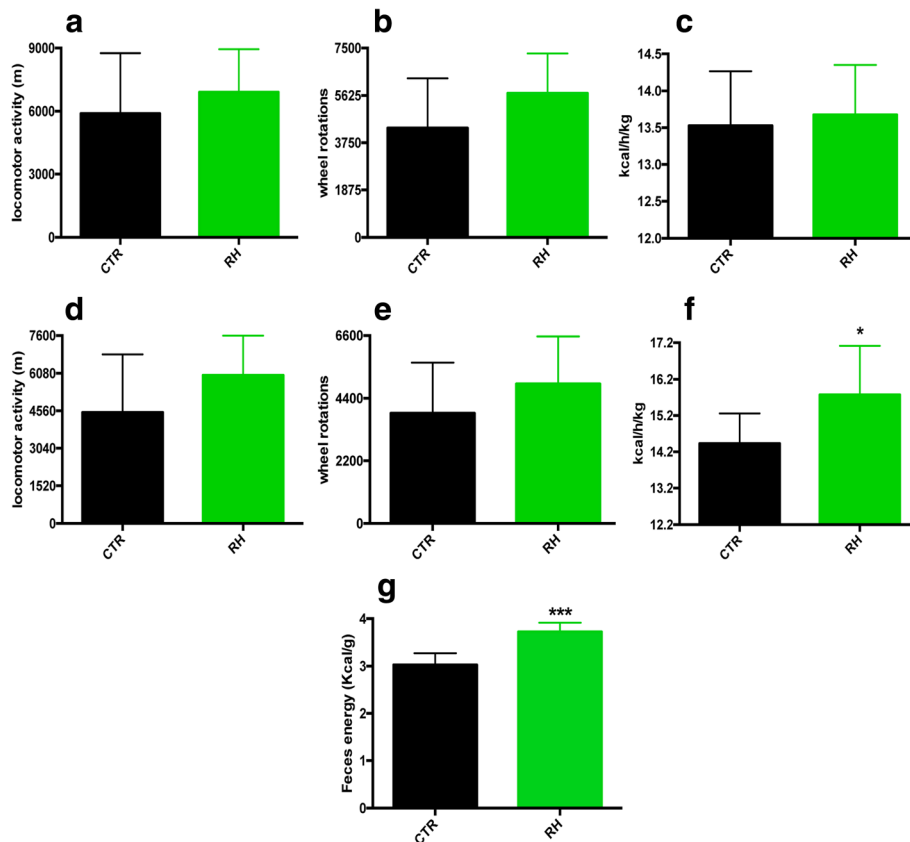 a
locomotor activity (m)
9000
6000
3000
0
CTR
RH
b
wheel rotations
7500
5625
3750
1875
0
CTR
RH
c
kcal/h/kg
14.5
14.0
13.5
13.0
12.5
12.0
CTR
RH
d
locomotor activity (m)
7600
6080
4560
3040
1520
0
CTR
RH
e
wheel rotations
6600
4400
2200
0
CTR
RH
f
kcal/h/kg
17.2
16.2
15.2
14.2
13.2
12.2
*
CTR
RH
g
Feces energy (Kcal/g)
4
3
2
1
0
***
CTR
RH